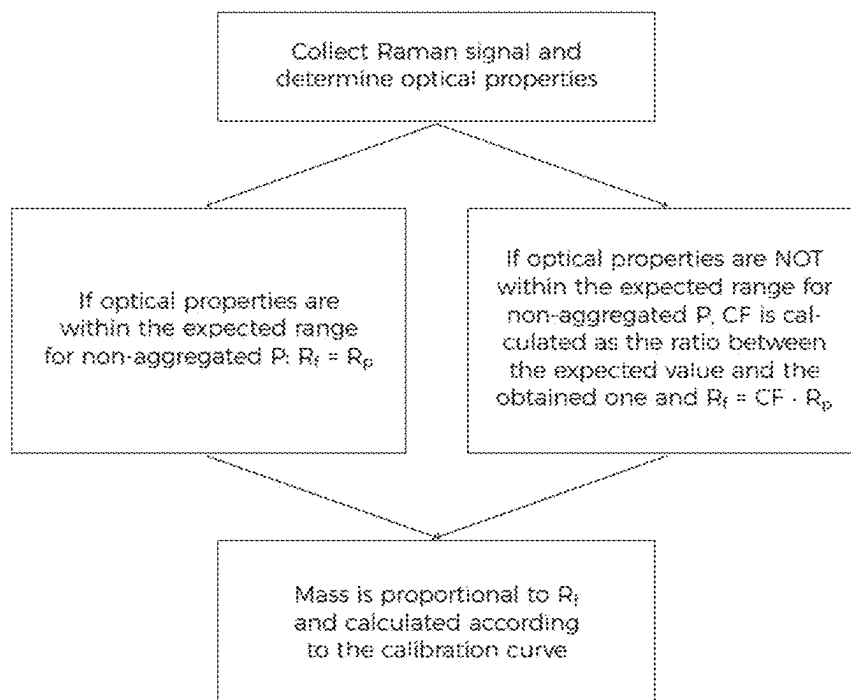 Collect Raman signal and
determine optical properties
If optical properties are
within the expected range
for non-aggregated P: Rf = Rp
If optical properties are NOT
within the expected range for
non-aggregated P, CF is cal-
culated as the ratio between
the expected value and the
obtained one and Rf = CF · Rp
Mass is proportional to Rf
and calculated according
to the calibration curve